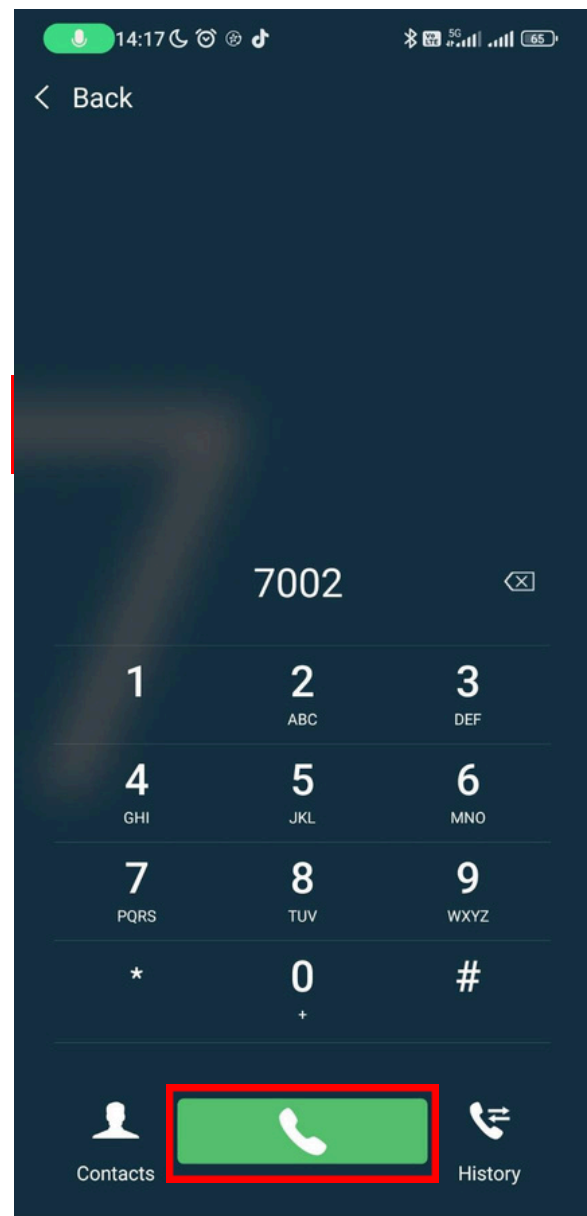 14:17 5G 65
Back
7002
1 2 3
ABC DEF
4 5 6
GHI JKL MNO
7 8 9
PQRS TUV WXYZ
* 0 #
+
Contacts History